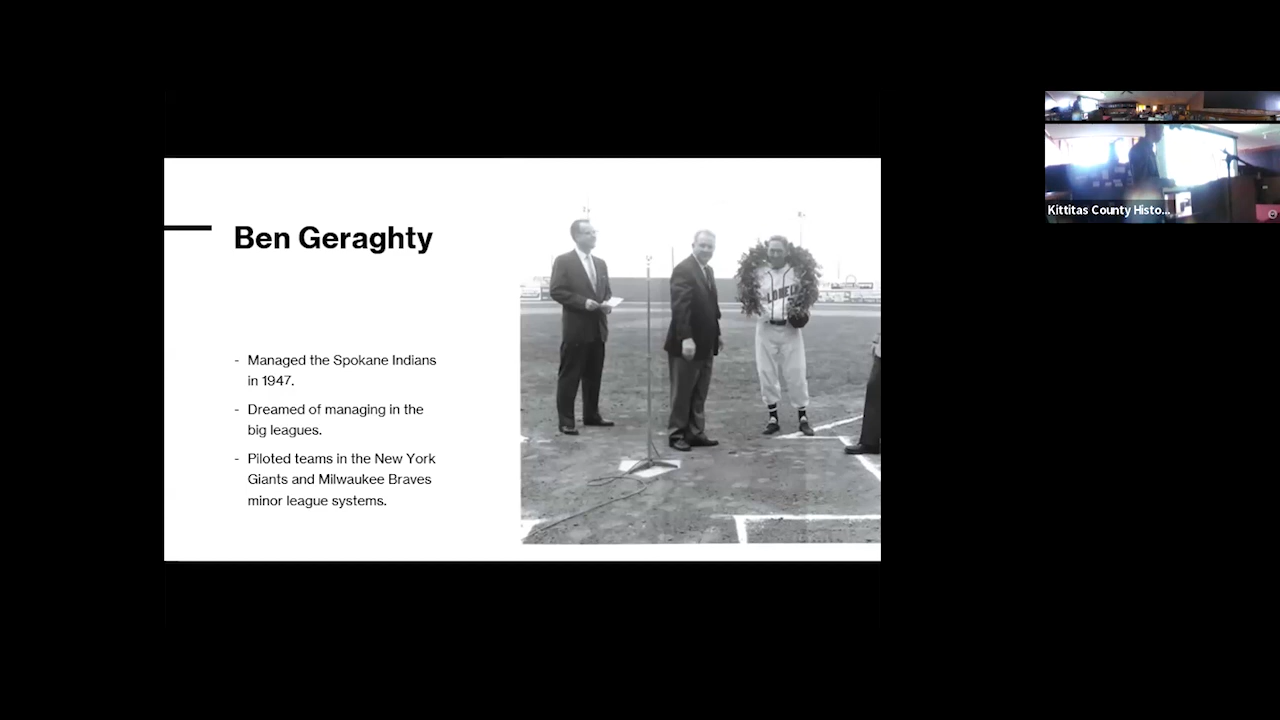 Ben Geraghty
- Managed the Spokane Indians
in 1947.
- Dreamed of managing in the
big leagues.
- Piloted teams in the New York
Giants and Milwaukee Braves
minor league systems.
Kittitas County Histo...